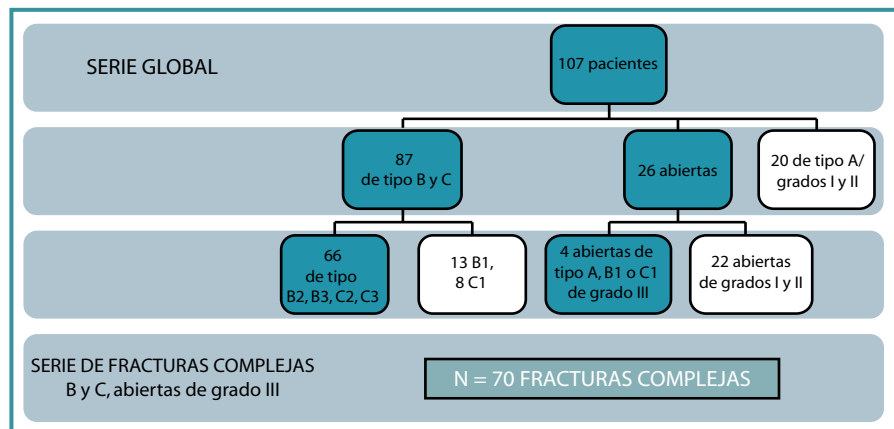 SERIE GLOBAL
107 pacientes
87
de tipo B y C
26 abiertas
20 de tipo A/
grados I y II
66
de tipo
B2, B3, C2, C3
13 B1,
8 C1
4 abiertas de
tipo A, B1 o C1
de grado III
22 abiertas
de grados I y II
SERIE DE FRACTURAS COMPLEJAS
B y C, abiertas de grado III
N = 70 FRACTURAS COMPLEJAS